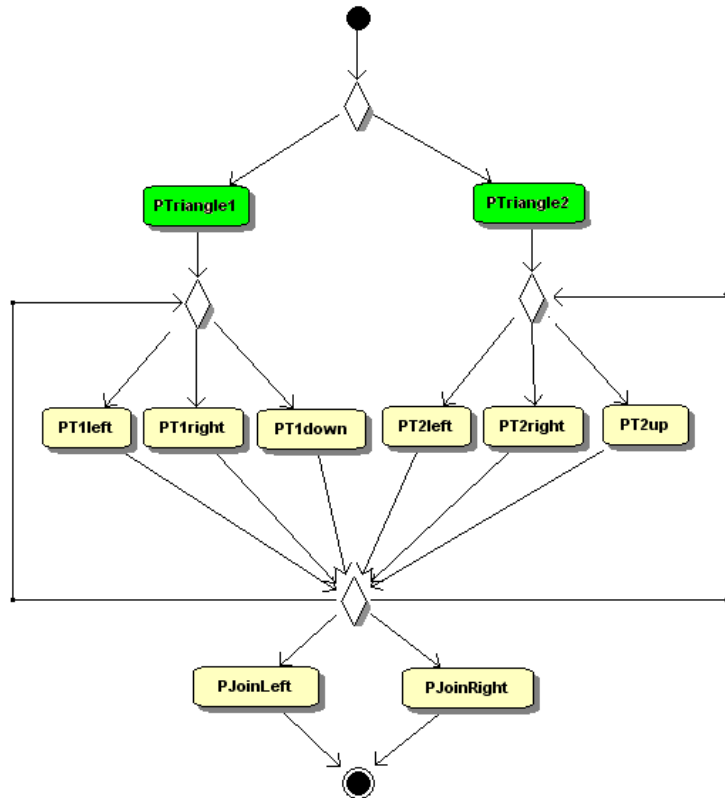 PTriangle1
PTriangle2
PT1left
PT1right
PT1down
PT2left
PT2right
PT2up
PJoinLeft
PJoinRight